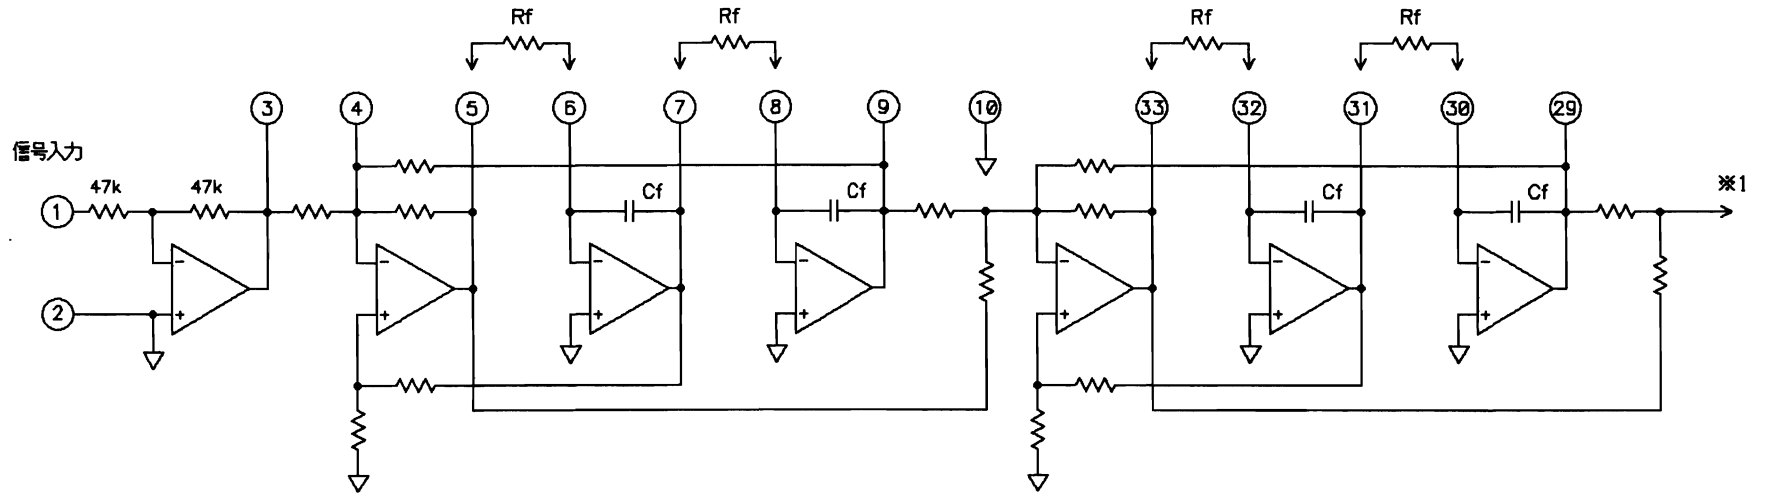 Rf Rf Rf Rf
3 4 5 6 7 8 9 10 33 32 31 30 29
信号入力
47k 47k Cf Cf Cf Cf ※1
1
- - - - - - -
2 + + + + + + +